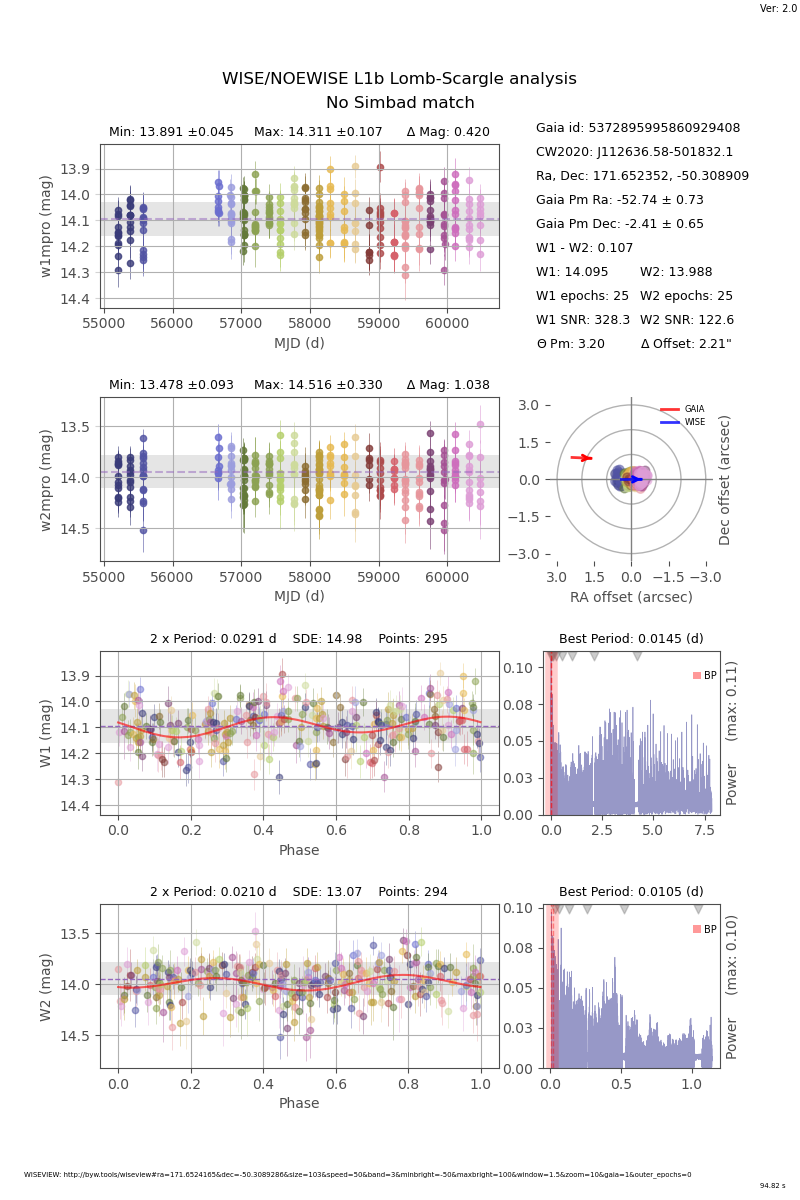 Ver: 2.0
WISE/NOEWISE L1b Lomb-Scargle analysis
No Simbad match
Min: 13.891 ±0.045 Max: 14.311 ±0.107 Δ Mag: 0.420
13.9
14.0
14.1
14.2
14.3
14.4
w1mpro (mag)
55000 56000 57000 58000 59000 60000
MJD (d)
Gaia id: 5372895995860929408
CW2020: J112636.58-501832.1
Ra, Dec: 171.652352, -50.308909
Gaia Pm Ra: -52.74 ± 0.73
Gaia Pm Dec: -2.41 ± 0.65
W1 - W2: 0.107
W1: 14.095 W2: 13.988
W1 epochs: 25 W2 epochs: 25
W1 SNR: 328.3 W2 SNR: 122.6
Θ Pm: 3.20 Δ Offset: 2.21"
Min: 13.478 ±0.093 Max: 14.516 ±0.330 Δ Mag: 1.038
13.5
14.0
14.5
w2mpro (mag)
55000 56000 57000 58000 59000 60000
MJD (d)
GAIA
WISE
3.0
1.5
0.0
−1.5
−3.0
3.0 1.5 0.0 −1.5 −3.0
RA offset (arcsec)
Dec offset (arcsec)
2 x Period: 0.0291 d SDE: 14.98 Points: 295
13.9
14.0
14.1
14.2
14.3
14.4
W1 (mag)
0.0 0.2 0.4 0.6 0.8 1.0
Phase
Best Period: 0.0145 (d)
BP
0.10
0.08
0.05
0.03
0.00
0.0 2.5 5.0 7.5
Power (max: 0.11)
2 x Period: 0.0210 d SDE: 13.07 Points: 294
13.5
14.0
14.5
W2 (mag)
0.0 0.2 0.4 0.6 0.8 1.0
Phase
Best Period: 0.0105 (d)
BP
0.10
0.08
0.05
0.03
0.00
0.0 0.5 1.0
Power (max: 0.10)
WISEVIEW: http://byw.tools/wiseview#ra=171.6524165&dec=-50.3089286&size=103&speed=50&band=3&minbright=-50&maxbright=100&window=1.5&zoom=10&gaia=1&outer_epochs=0
94.82 s